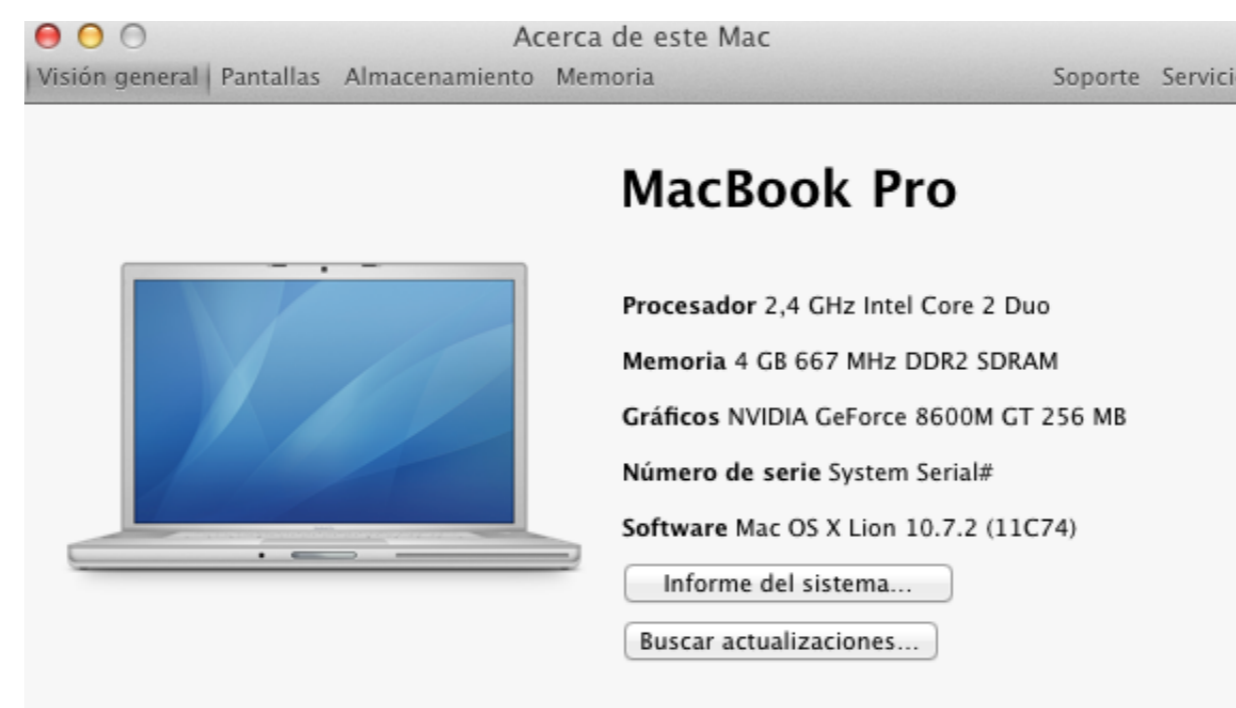 Acerca de este Mac
Visión general Pantallas Almacenamiento Memoria Soporte
MacBook Pro
Procesador 2,4 GHz Intel Core 2 Duo
Memoria 4 GB 667 MHz DDR2 SDRAM
Gráficos NVIDIA GeForce 8600M GT 256 MB
Número de serie System Serial#
Software Mac OS X Lion 10.7.2 (11C74)
Informe del sistema...
Buscar actualizaciones...